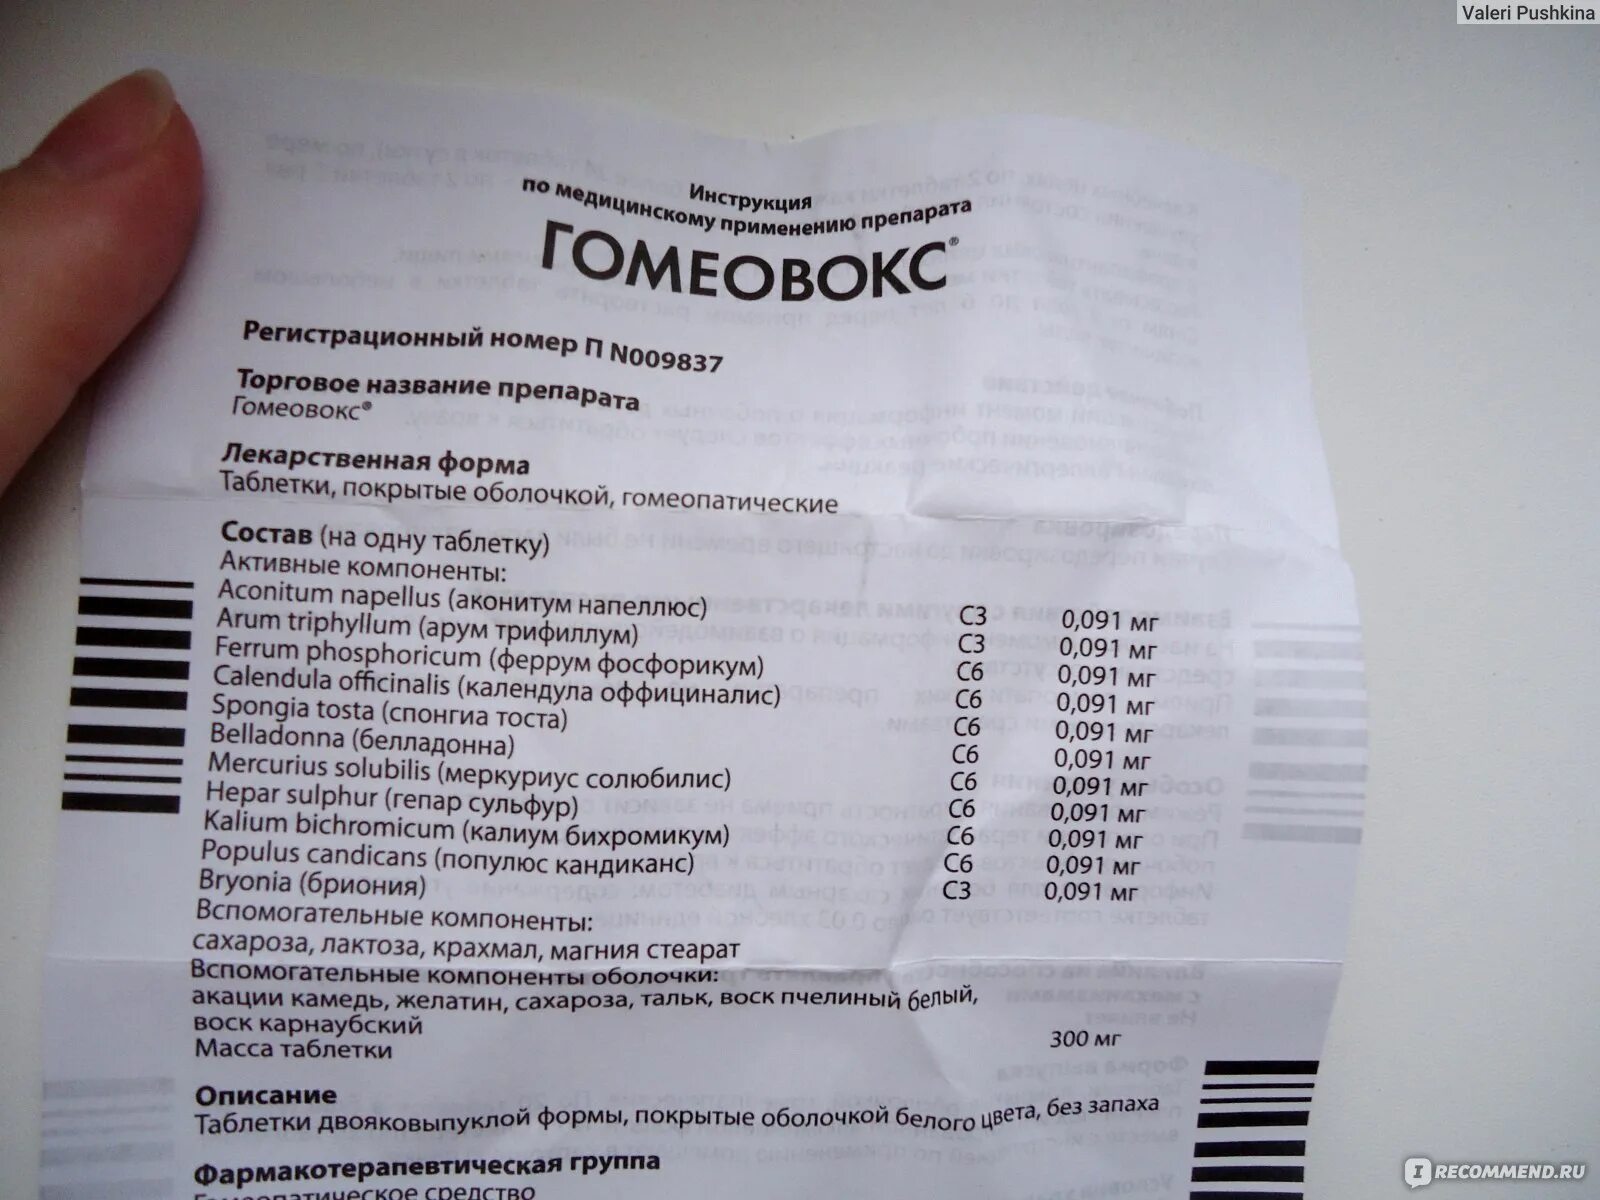 Valeri Pushkina
Инструкция
по медицинскому применению препарата
ГОМЕОВОКС®
Регистрационный номер П N009837
Торговое название препарата
Гомеовокс®
Лекарственная форма
Таблетки, покрытые оболочкой, гомеопатические
Состав (на одну таблетку)
Активные компоненты:
Aconitum napellus (аконитум напеллюс) С3 0,091 мг
Arum triphyllum (арум трифиллум) С3 0,091 мг
Ferrum phosphoricum (феррум фосфорикум) С6 0,091 мг
Calendula officinalis (календула оффициналис) С6 0,091 мг
Spongia tosta (спонгиа тоста) С6 0,091 мг
Belladonna (белладонна) С6 0,091 мг
Mercurius solubilis (меркуриус солюбилис) С6 0,091 мг
Hepar sulphur (гепар сульфур) С6 0,091 мг
Kalium bichromicum (калиум бихромикум) С6 0,091 мг
Populus candicans (популюс кандиканс) С6 0,091 мг
Bryonia (бриония) С3 0,091 мг
Вспомогательные компоненты:
сахароза, лактоза, крахмал, магния стеарат
Вспомогательные компоненты оболочки:
акации камедь, желатин, сахароза, тальк, воск пчелиный белый,
воск карнаубский
Масса таблетки 300 мг
Описание
Таблетки двояковыпуклой формы, покрытые оболочкой белого цвета, без запаха
Фармакотерапевтическая группа
Гомеопатическое средство
IRECOMMEND.RU